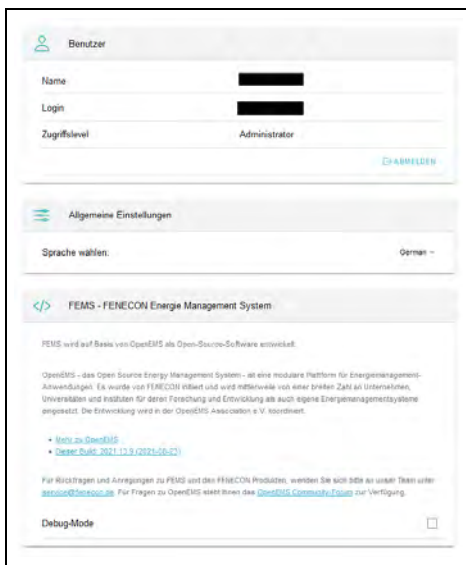 Benutzer
Name
Login
Zugriffslevel Administrator
ABMELDEN
Allgemeine Einstellungen
Sprache wählen: German
FEMS - FENECON Energie Management System
FEMS wird auf Basis von OpenEMS als Open-Source-Software entwickelt.
OpenEMS - das Open Source Energy Management System - ist eine modulare Plattform für Energiemanagement-
Anwendungen. Es wurde von FENECON initiiert und wird mittlerweile von einer breiten Zahl an Unternehmen,
Universitäten und Instituten für deren Forschung und Entwicklung als auch eigene Energiemanagementsysteme
eingesetzt. Die Entwicklung wird in der OpenEMS Association e.V. koordiniert.
Mehr zu OpenEMS
Dieser Build: 2021.13.9
Für Rückfragen und Anregungen zu FEMS und den FENECON Produkten, wenden Sie sich bitte an unser Team unter
service@fenecon.de. Für Fragen zu OpenEMS steht Ihnen das OpenEMS Community-Forum zur Verfügung.
Debug-Mode